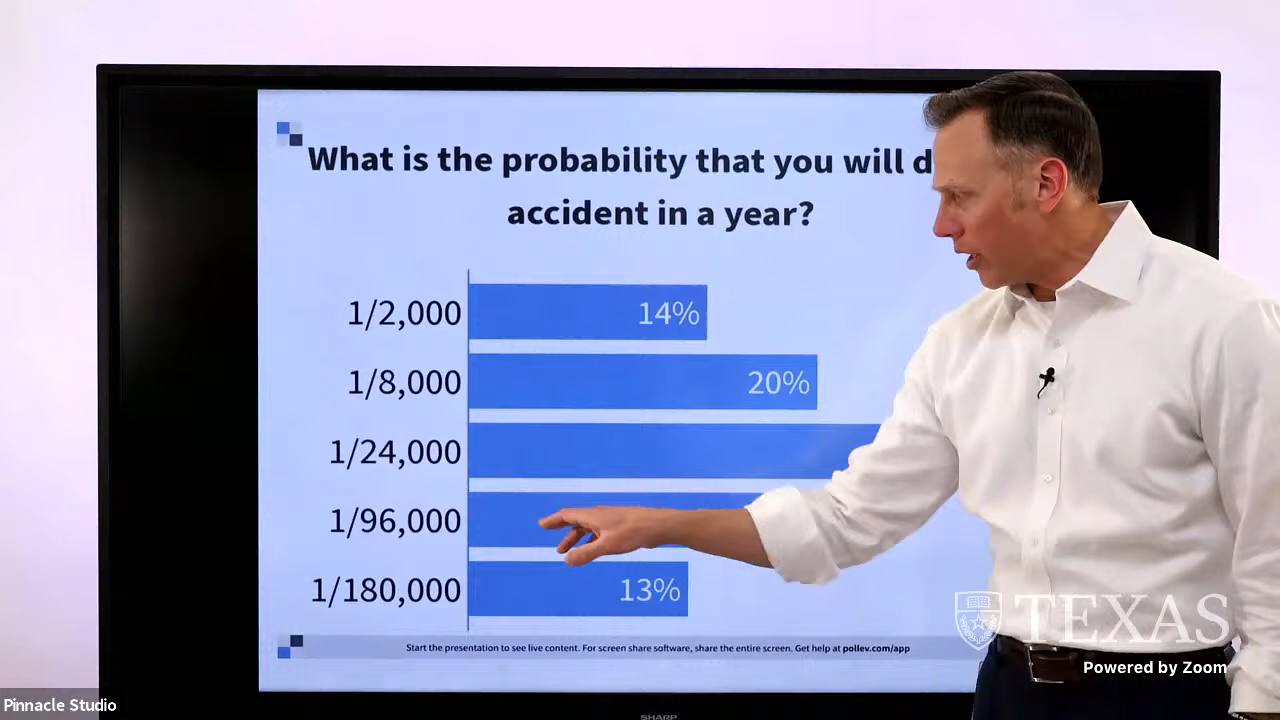 What is the probability that you will d
accident in a year?
1/2,000
14%
1/8,000
20%
1/24,000
1/96,000
1/180,000
13%
Start the presentation to see live content. For screen share software, share the entire screen. Get help at pollev.com/app
TEXAS
Powered by Zoom
Pinnacle Studio
SHARP